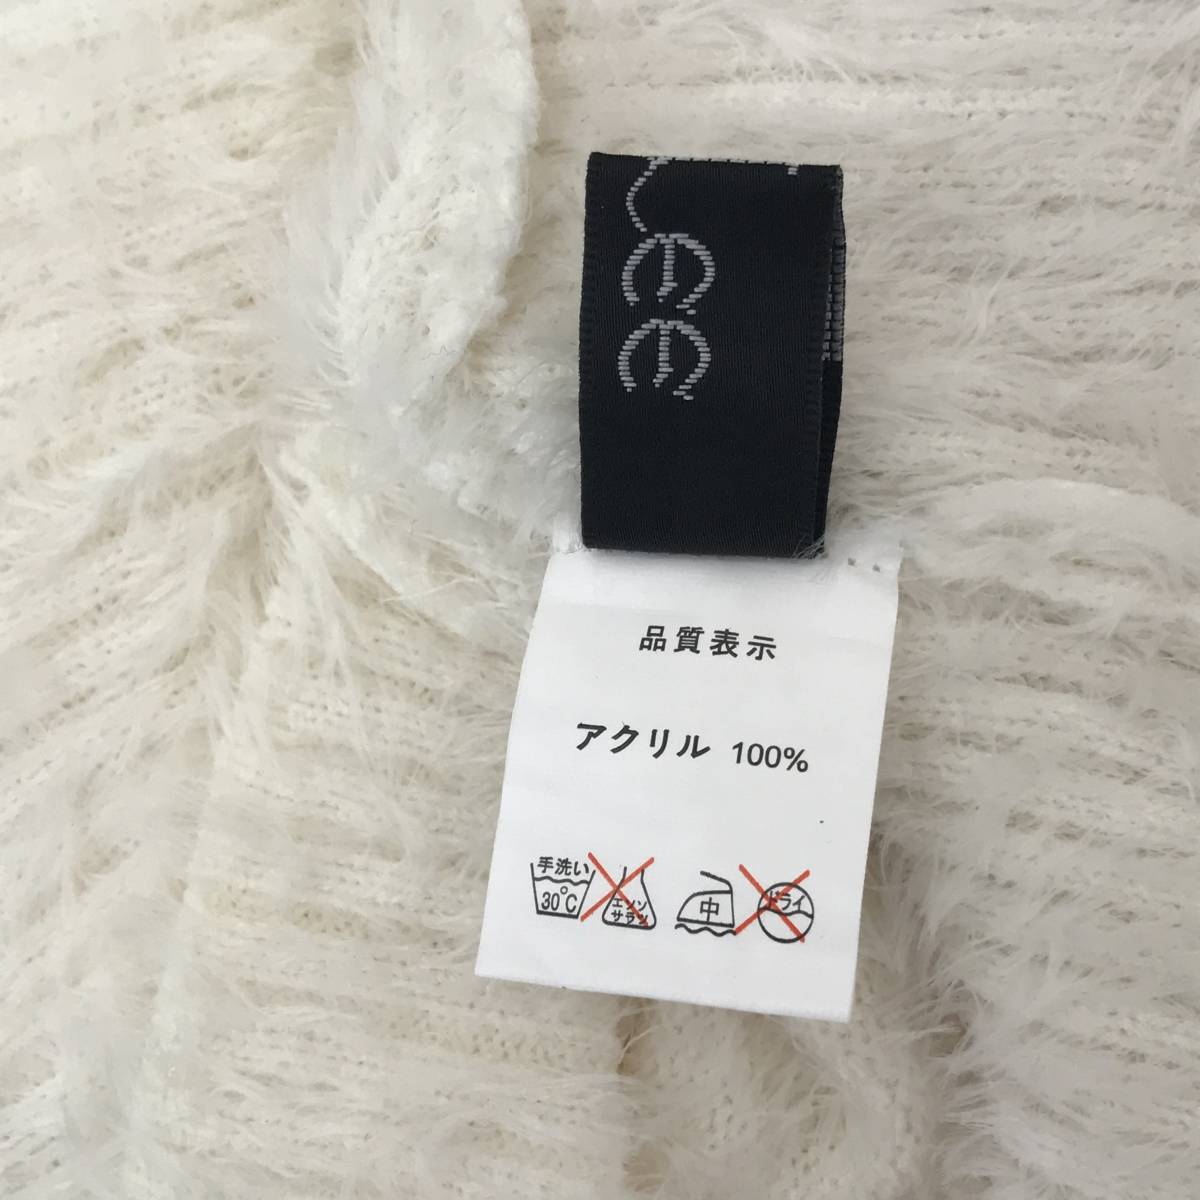 品質表示
アクリル 100%
手洗い
30℃
エンソ
サラシ
中
ドライ